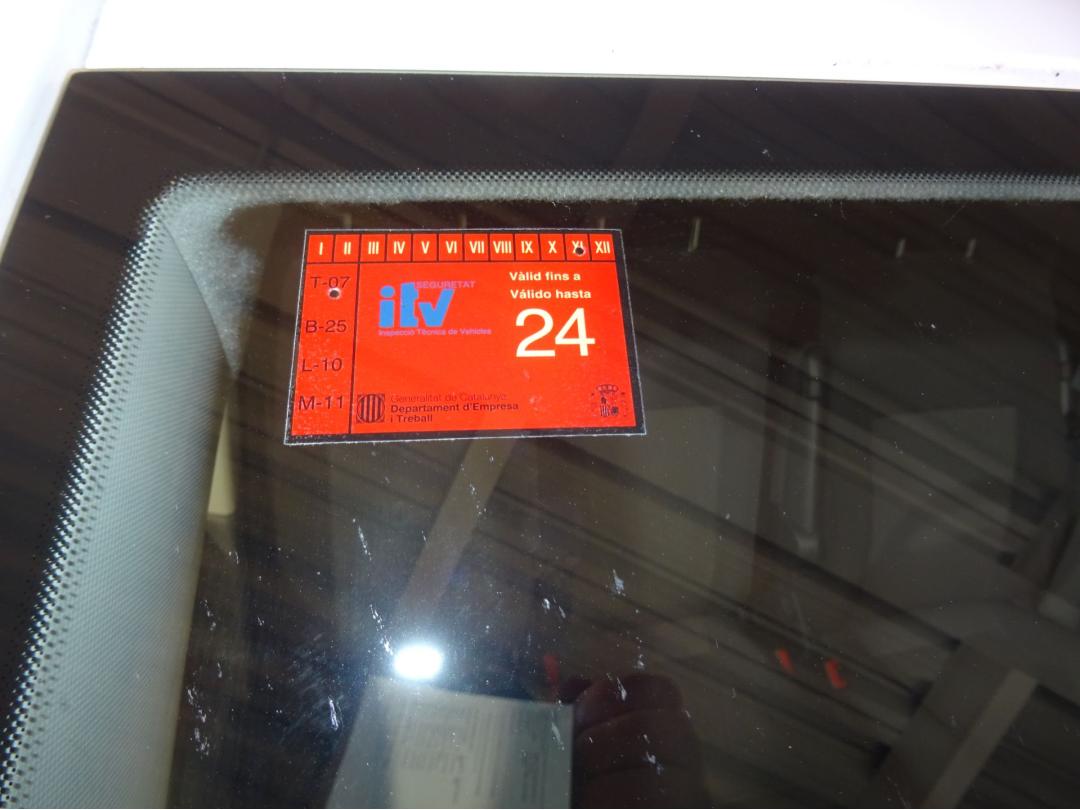 I II III IV V VI VII VIII IX X XI XII
T-07
B-25
L-10
M-11
SEGURETAT
itv
Inspecció Tècnica de Vehicles
Vàlid fins a
Válido hasta
24
Generalitat de Catalunya
Departament d'Empresa
i Treball